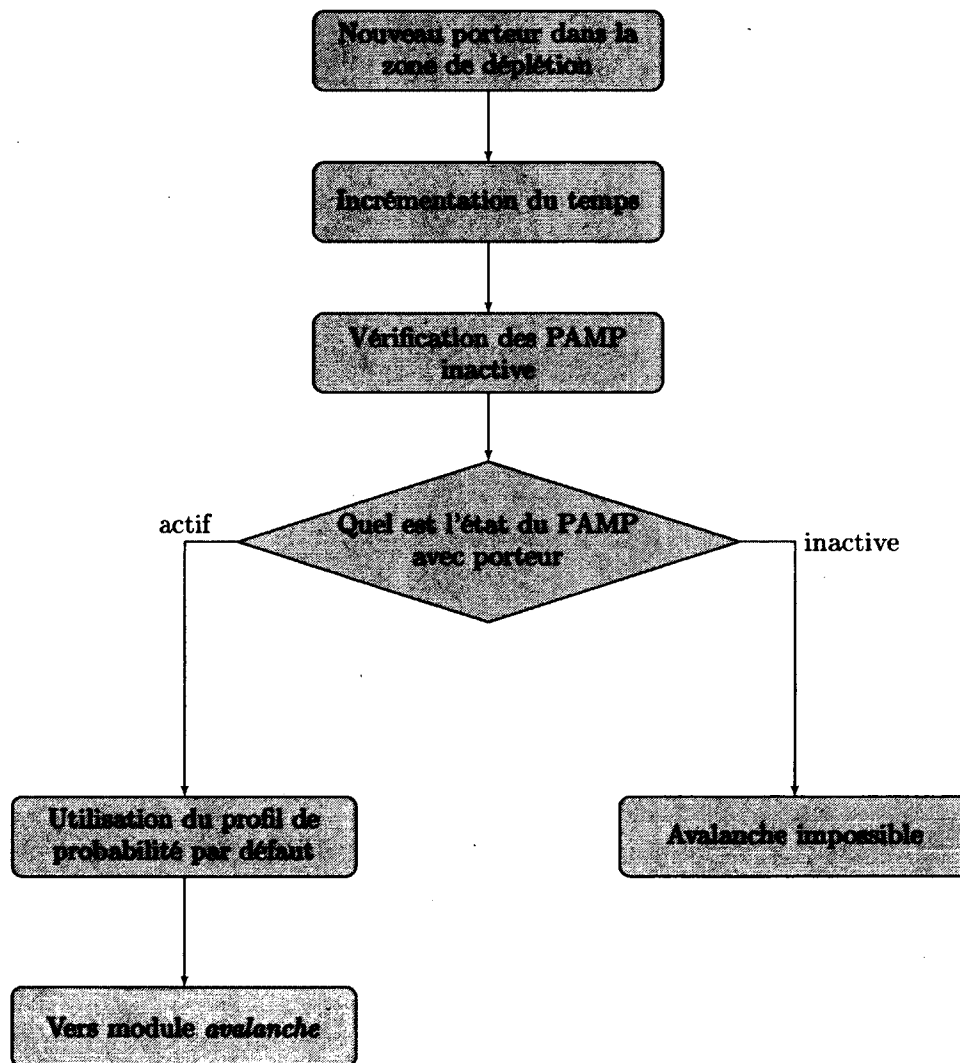 Nouveau porteur dans la
zone de déplétion
Incrémentation du temps
Vérification des PAMP
inactive
Quel est l'état du PAMP
avec porteur
actif
inactive
Utilisation du profil de
probabilité par défaut
Avalanche impossible
Vers module avalanche